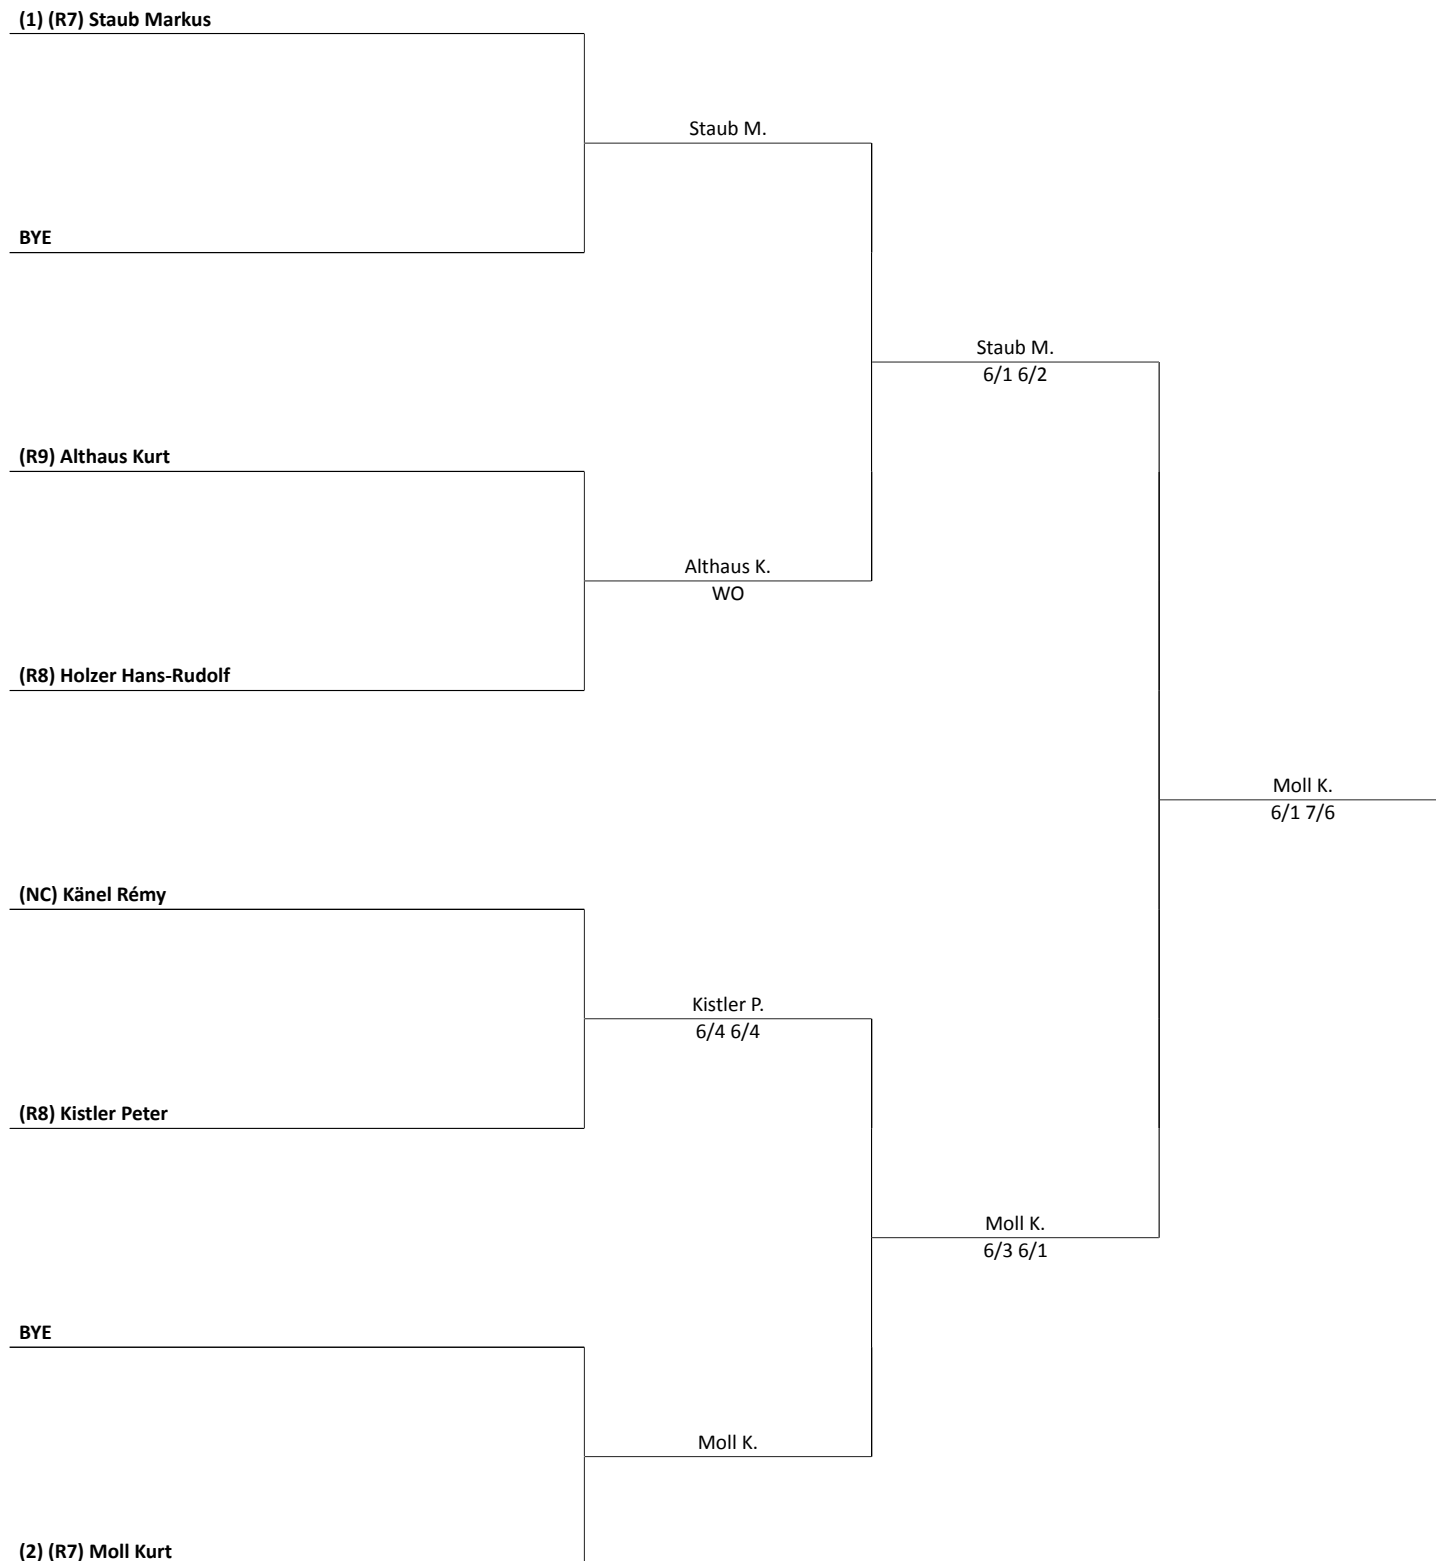 (1) (R7) Staub Markus
Staub M.
BYE
Staub M.
6/1 6/2
(R9) Althaus Kurt
Althaus K.
WO
(R8) Holzer Hans-Rudolf
Moll K.
6/1 7/6
(NC) Känel Rémy
Kistler P.
6/4 6/4
(R8) Kistler Peter
Moll K.
6/3 6/1
BYE
Moll K.
(2) (R7) Moll Kurt